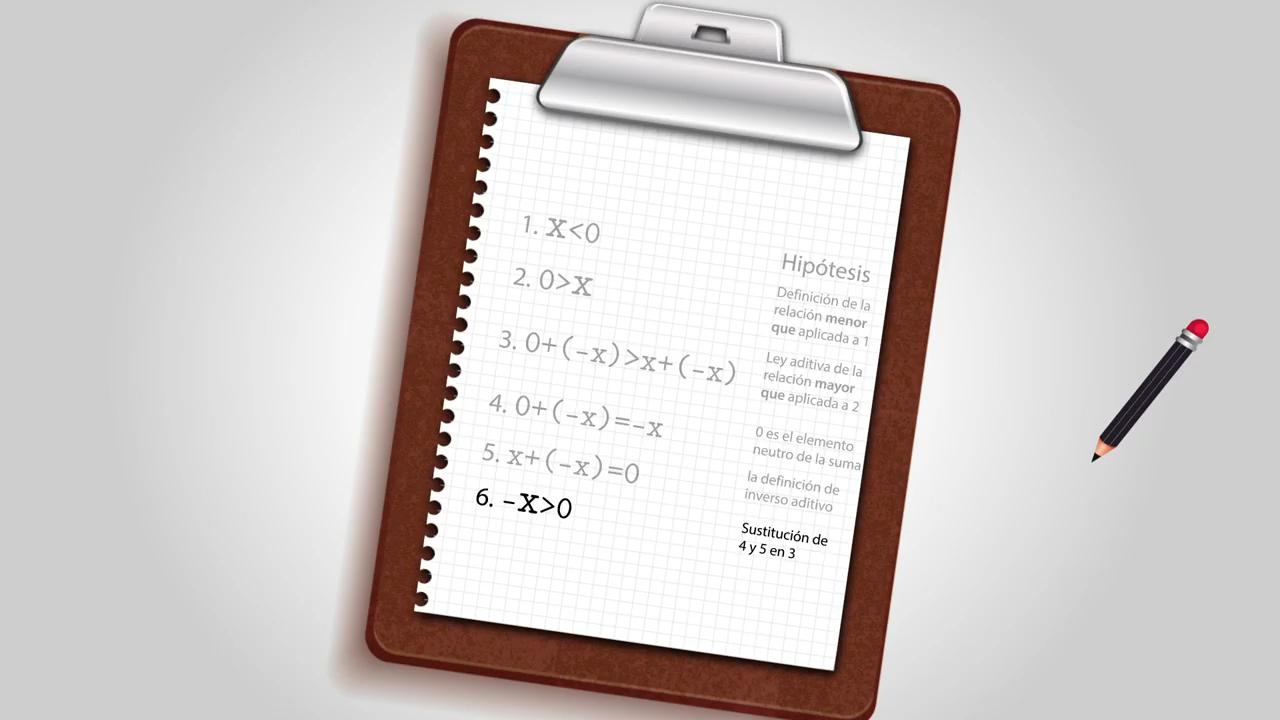 1. X<0
Hipótesis
2. 0>X
Definición de la
relación menor
que aplicada a 1
3. 0+(-x)>x+(-x)
Ley aditiva de la
relación mayor
que aplicada a 2
4. 0+(-x)=-x
0 es el elemento
neutro de la suma
5. x+(-x)=0
la definición de
inverso aditivo
6. -X>0
Sustitución de
4 y 5 en 3